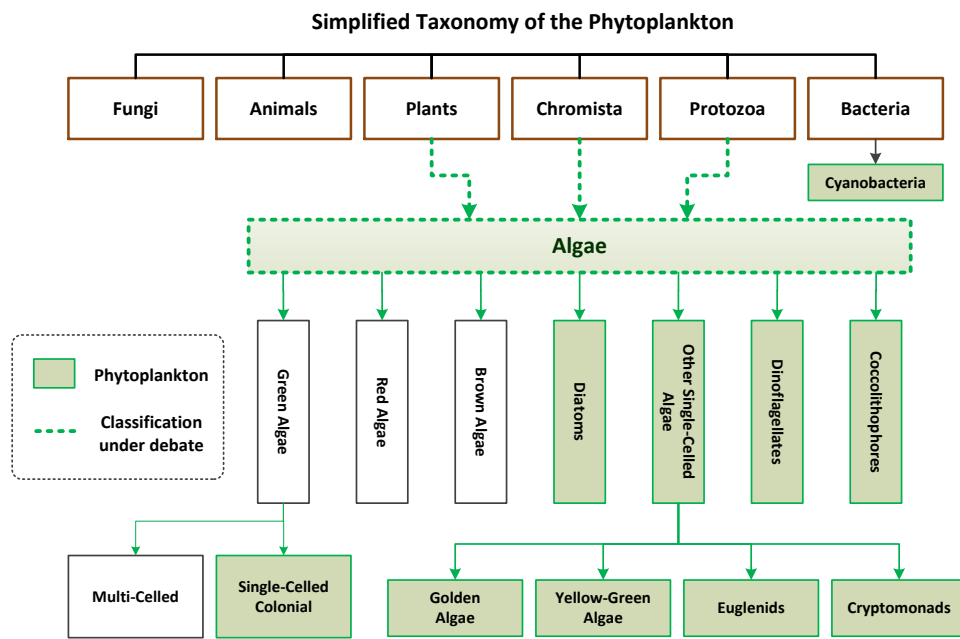 Simplified Taxonomy of the Phytoplankton
Fungi
Animals
Plants
Chromista
Protozoa
Bacteria
Cyanobacteria
Algae
Green Algae
Red Algae
Brown Algae
Diatoms
Other Single-Celled
Algae
Dinoflagellates
Coccolithophores
Phytoplankton
Classification
under debate
Multi-Celled
Single-Celled
Colonial
Golden
Algae
Yellow-Green
Algae
Euglenids
Cryptomonads